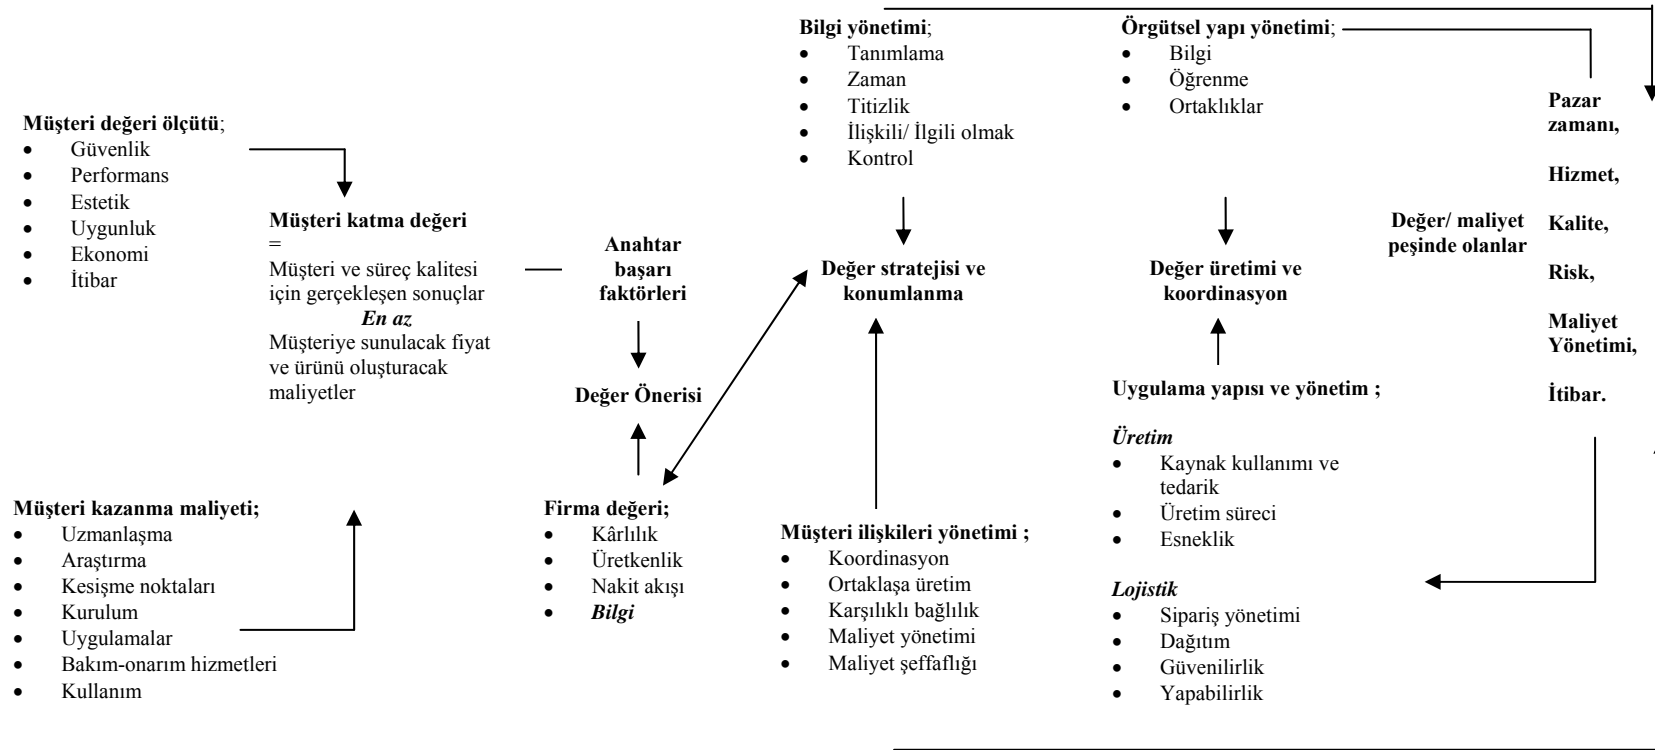 Müşteri değeri ölçütü;
• Güvenlik
• Performans
• Estetik
• Uygunluk
• Ekonomi
• İtibar
Müşteri kazanma maliyeti;
• Uzmanlaşma
• Araştırma
• Kesişme noktaları
• Kurulum
• Uygulamalar
• Bakım-onarım hizmetleri
• Kullanım
Müşteri katma değeri
=
Müşteri ve süreç kalitesi
için gerçekleşen sonuçlar
En az
Müşteriye sunulacak fiyat
ve ürünü oluşturacak
maliyetler
Anahtar
başarı
faktörleri
Değer Önerisi
Firma değeri;
• Kârlılık
• Üretkenlik
• Nakit akışı
• Bilgi
Bilgi yönetimi;
• Tanımlama
• Zaman
• Titizlik
• İlişkili/ İlgili olmak
• Kontrol
Değer stratejisi ve
konumlanma
Müşteri ilişkileri yönetimi ;
• Koordinasyon
• Ortaklaşa üretim
• Karşılıklı bağlılık
• Maliyet yönetimi
• Maliyet şeffaflığı
Örgütsel yapı yönetimi;
• Bilgi
• Öğrenme
• Ortaklıklar
Değer üretimi ve
koordinasyon
Uygulama yapısı ve yönetim ;
Üretim
• Kaynak kullanımı ve
tedarik
• Üretim süreci
• Esneklik
Lojistik
• Sipariş yönetimi
• Dağıtım
• Güvenilirlik
• Yapabilirlik
Değer/ maliyet
peşinde olanlar
Pazar
zamanı,
Hizmet,
Kalite,
Risk,
Maliyet
Yönetimi,
İtibar.